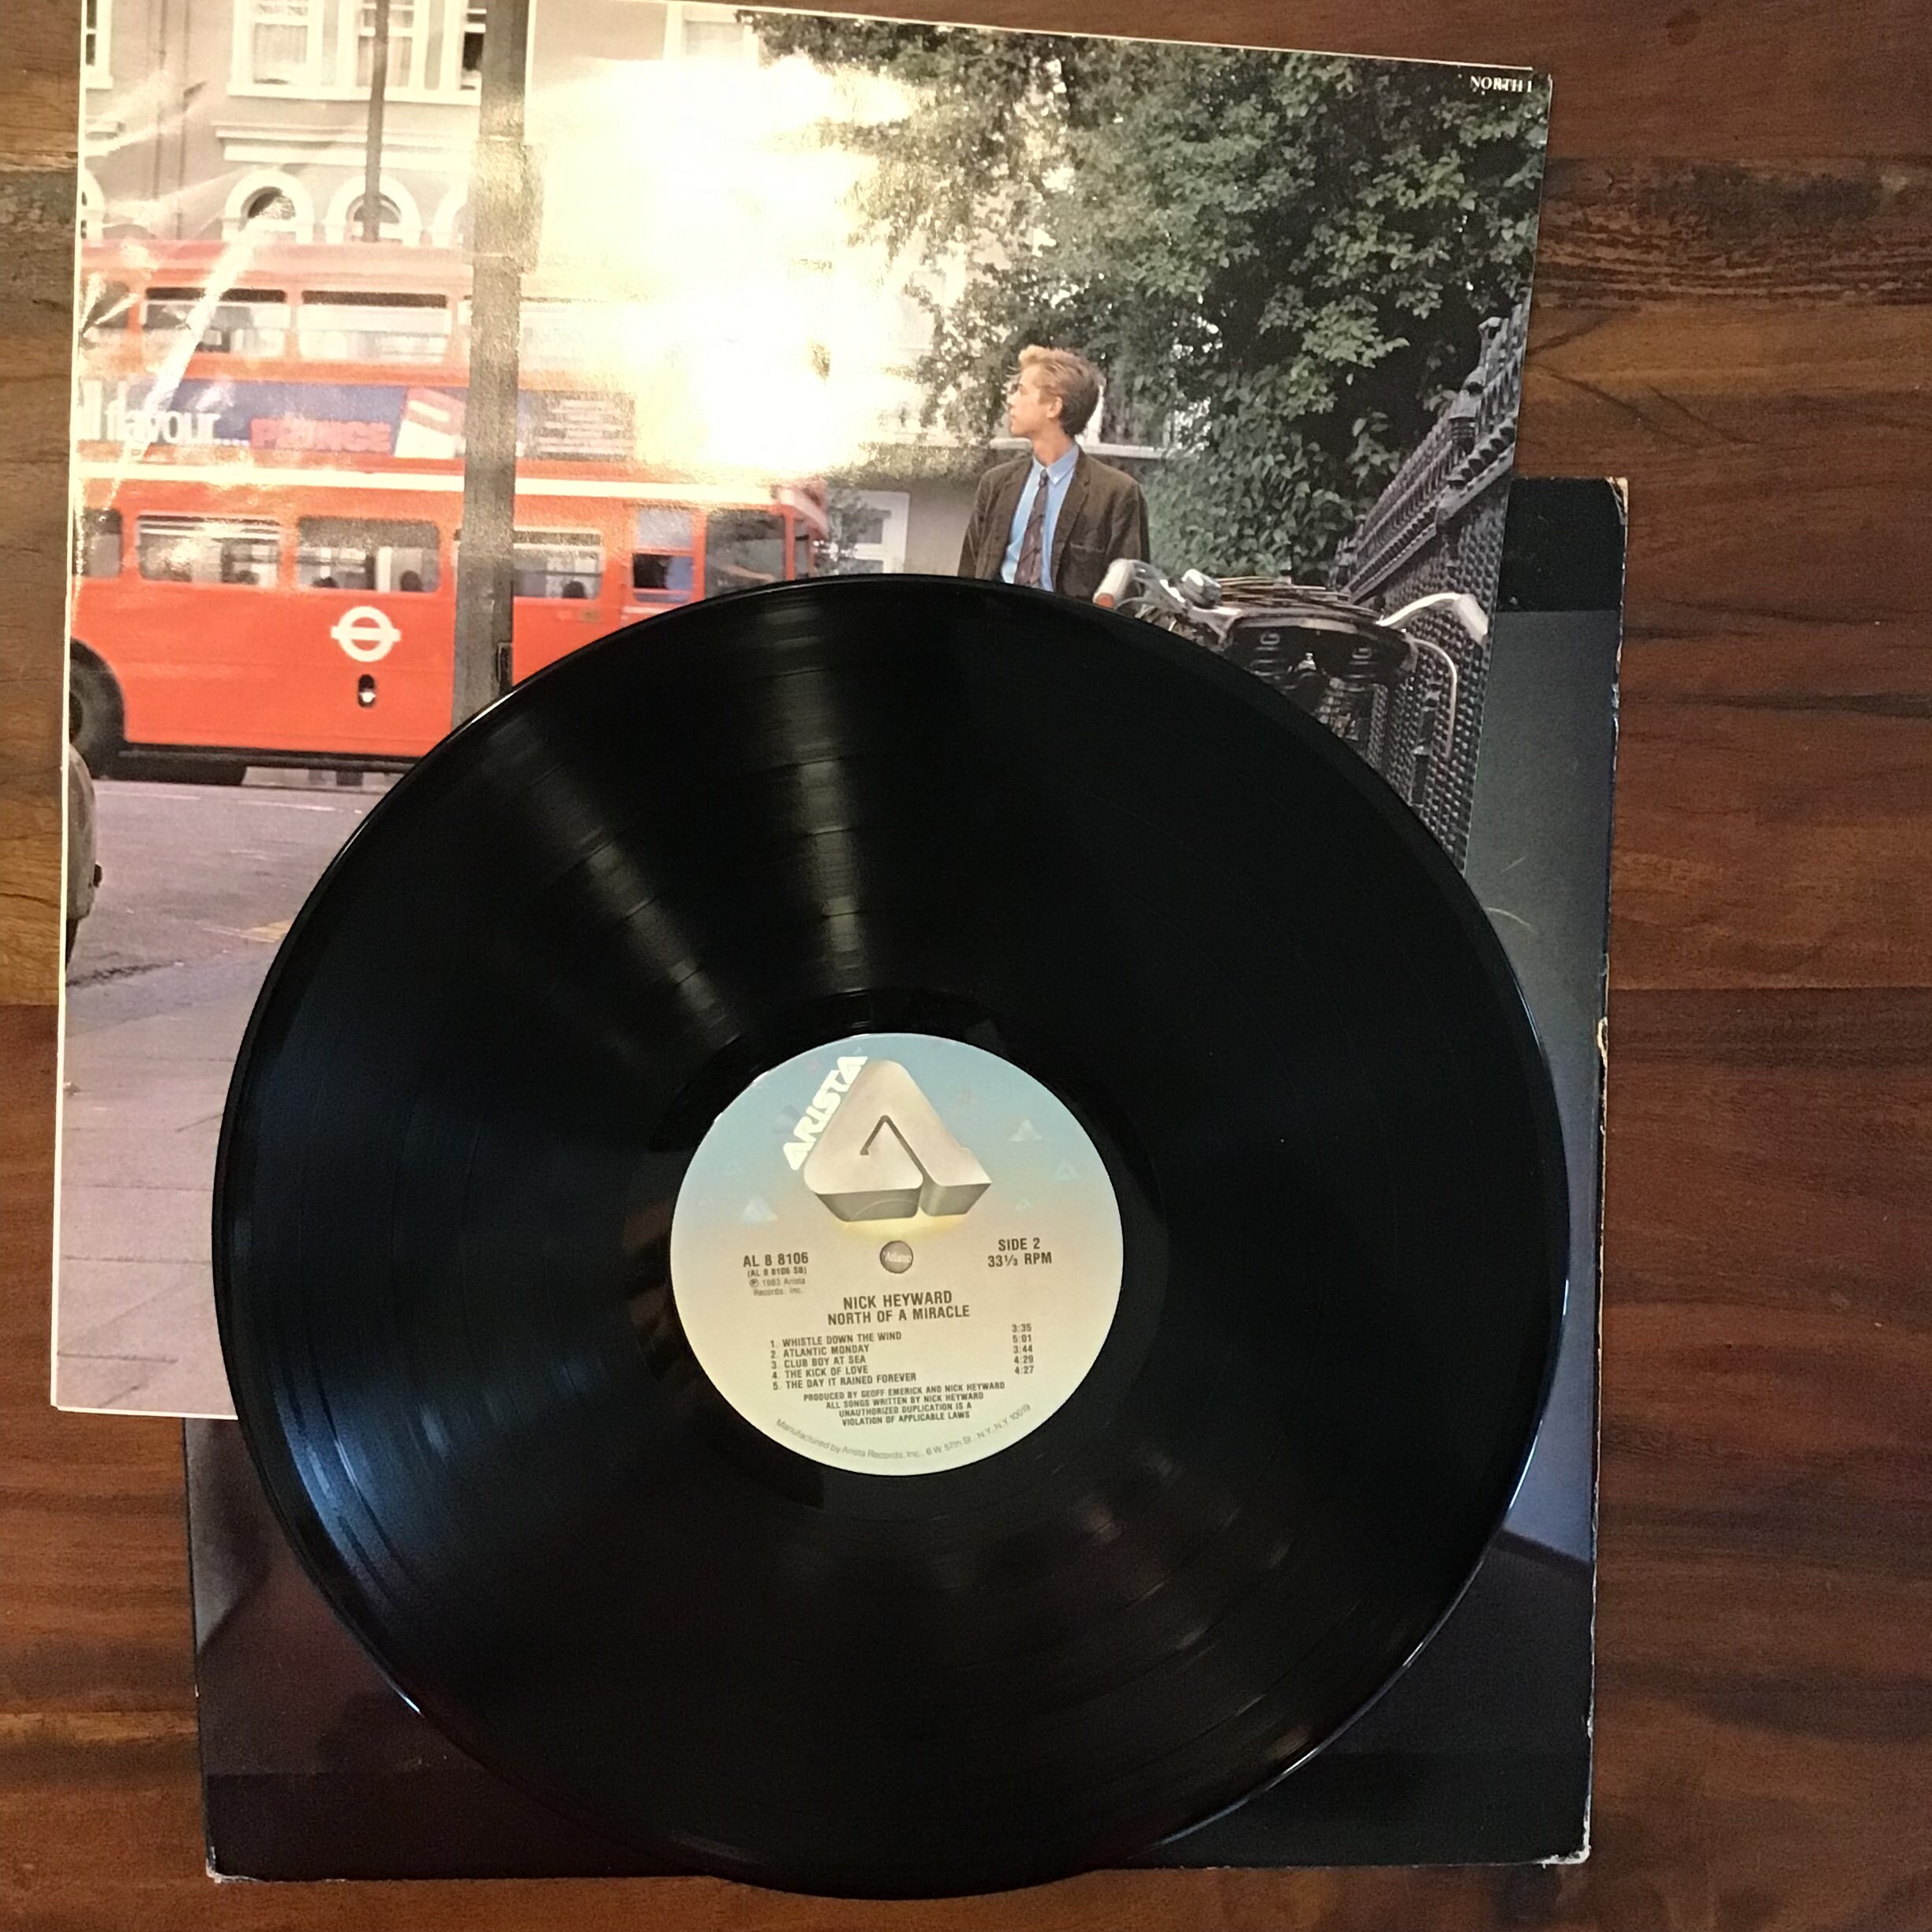 NORTH 1
ll flavour.... PRINCE
ARISTA
AL 8 8106
(AL 8 8106 SB)
℗ 1983 Arista
Records, Inc.
SIDE 2
33⅓ RPM
NICK HEYWARD
NORTH OF A MIRACLE
1. WHISTLE DOWN THE WIND 3:35
2. ATLANTIC MONDAY 5:01
3. CLUB BOY AT SEA 3:44
4. THE KICK OF LOVE 4:29
5. THE DAY IT RAINED FOREVER 4:27
PRODUCED BY GEOFF EMERICK AND NICK HEYWARD
ALL SONGS WRITTEN BY NICK HEYWARD
UNAUTHORIZED DUPLICATION IS A
VIOLATION OF APPLICABLE LAWS
Manufactured by Arista Records, Inc. 6 W. 57th St. N.Y., N.Y. 10019